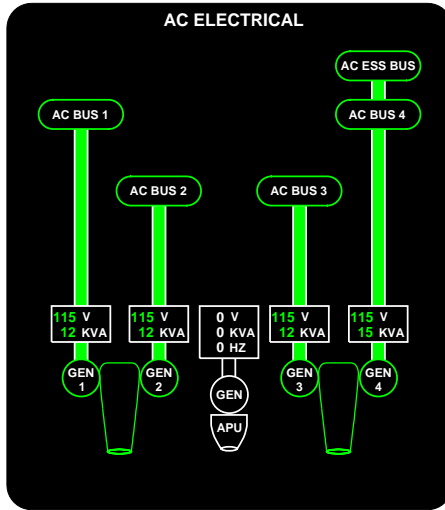 AC ELECTRICAL
AC ESS BUS
AC BUS 1
AC BUS 4
AC BUS 2
AC BUS 3
115 V
12 KVA
115 V
12 KVA
0 V
0 KVA
0 HZ
115 V
12 KVA
115 V
15 KVA
GEN
1
GEN
2
GEN
GEN
3
GEN
4
APU